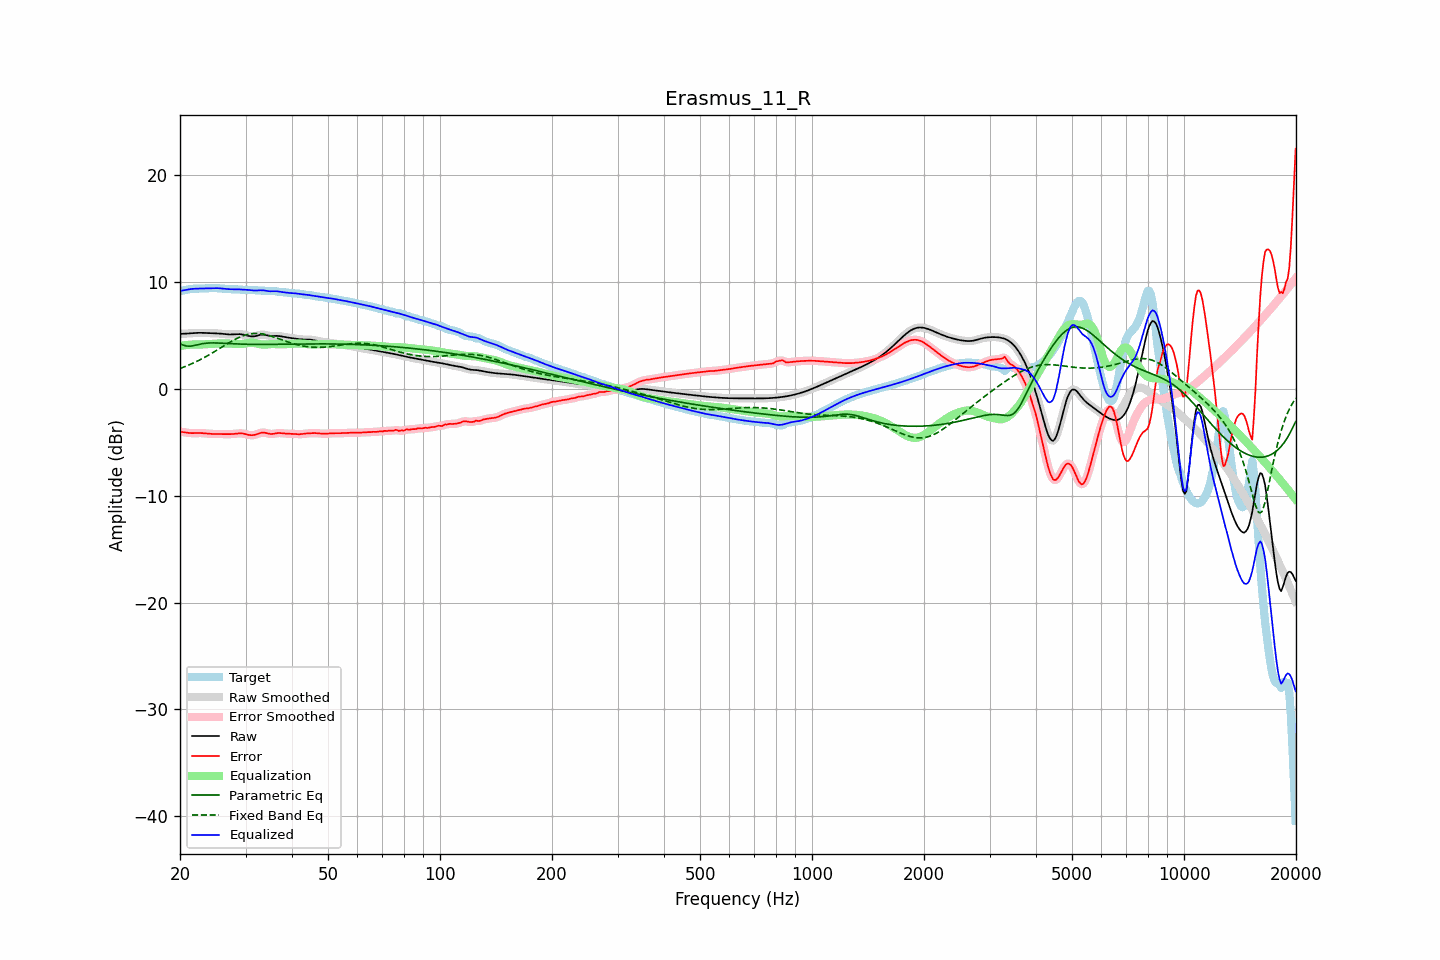 Erasmus_11_R
20
10
0
−10
−20
−30
−40
Amplitude (dBr)
Target
Raw Smoothed
Error Smoothed
Raw
Error
Equalization
Parametric Eq
Fixed Band Eq
Equalized
20 50 100 200 500 1000 2000 5000 10000 20000
Frequency (Hz)